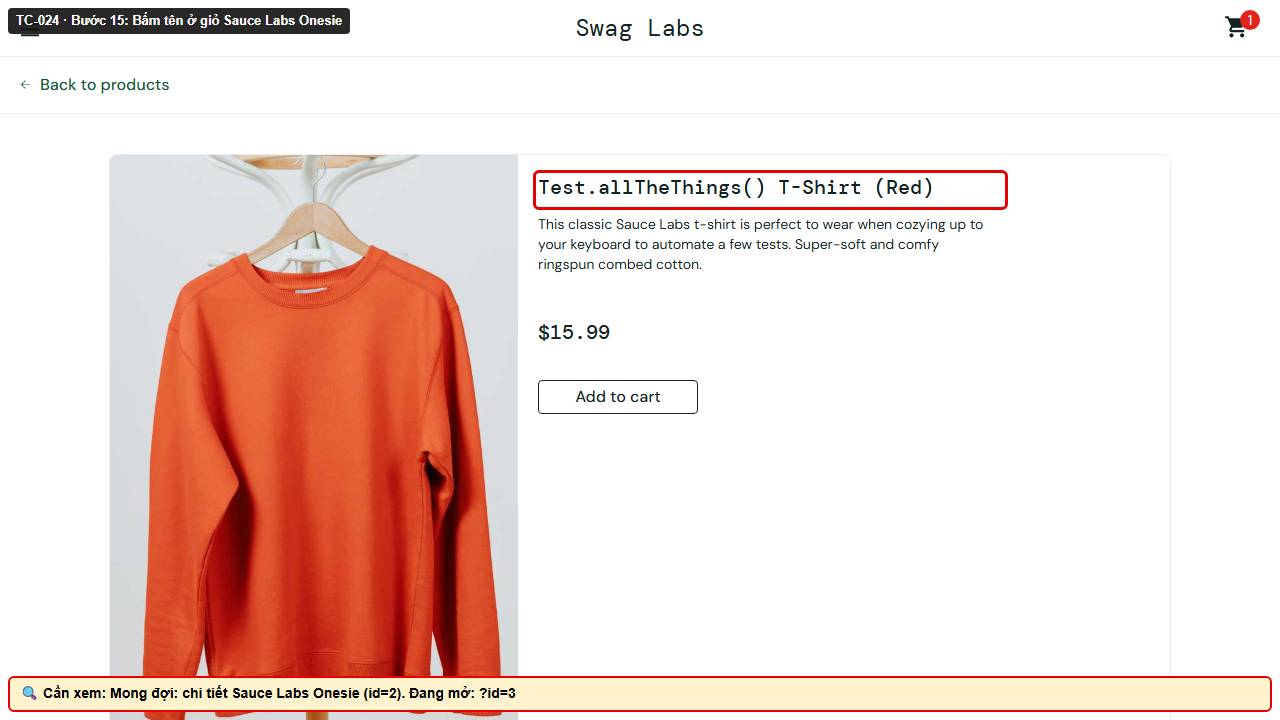 TC-024 · Bước 15: Bấm tên ở giỏ Sauce Labs Onesie
Swag Labs
1
← Back to products
Test.allTheThings() T-Shirt (Red)
This classic Sauce Labs t-shirt is perfect to wear when cozying up to
your keyboard to automate a few tests. Super-soft and comfy
ringspun combed cotton.
$15.99
Add to cart
🔍 Cần xem: Mong đợi: chi tiết Sauce Labs Onesie (id=2). Đang mở: ?id=3